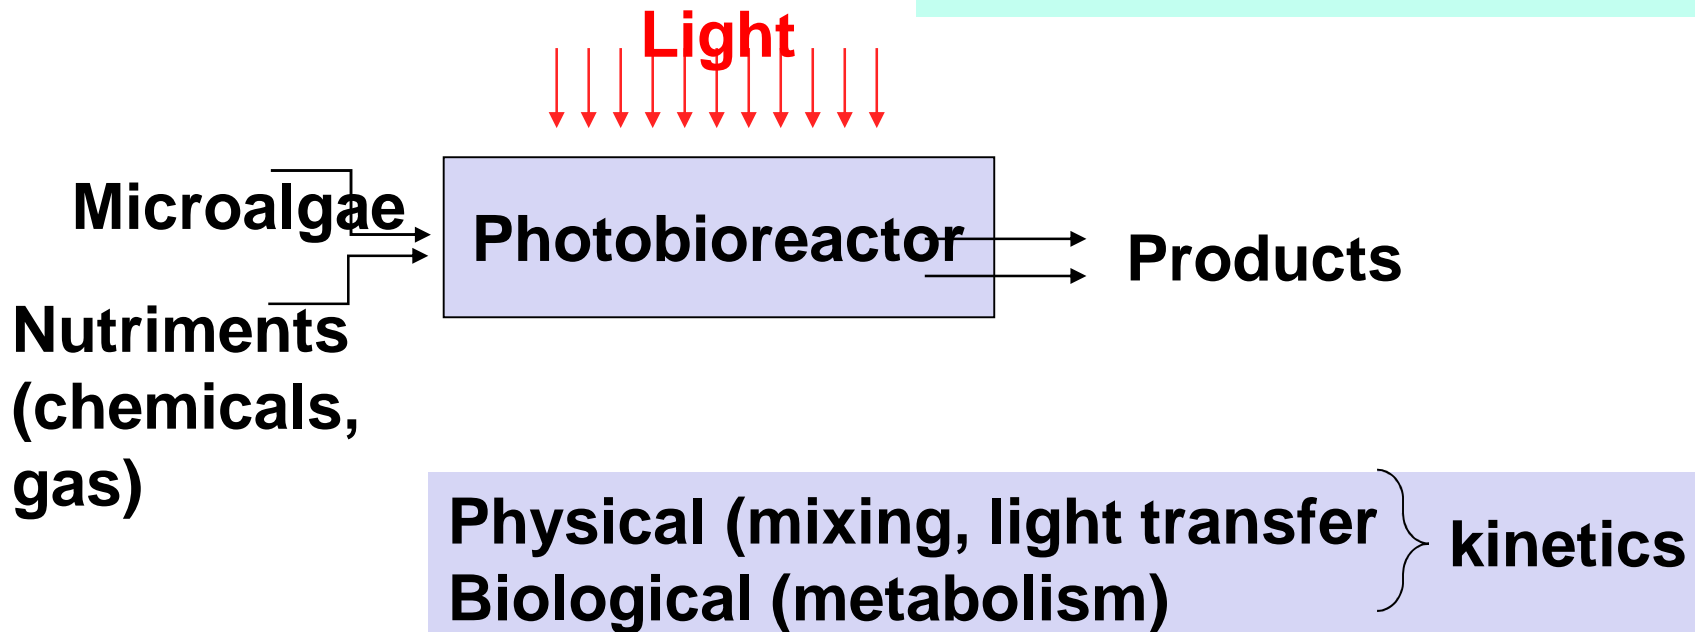 Light
Microalgae
Photobioreactor
Products
Nutriments
(chemicals,
gas)
Physical (mixing, light transfer
Biological (metabolism)
kinetics